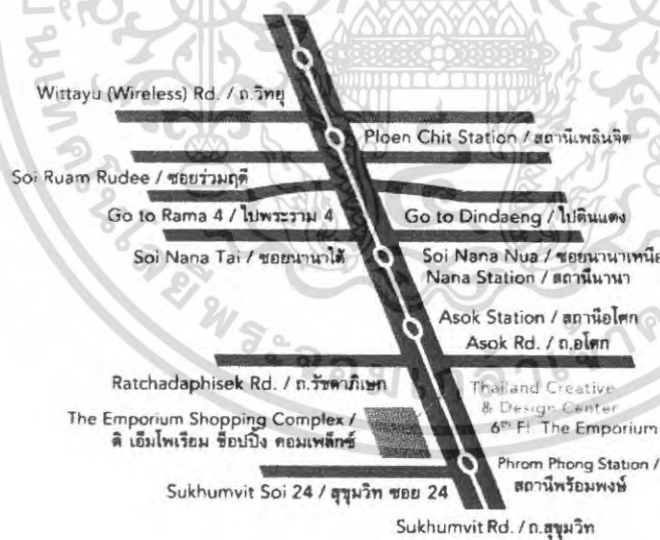 Wittayu (Wireless) Rd. / ถ.วิทยุ
Ploen Chit Station / สถานีเพลินจิต
Soi Ruam Rudee / ซอยร่วมฤดี
Go to Rama 4 / ไปพระราม 4
Go to Dindaeng / ไปดินแดง
Soi Nana Tai / ซอยนานาใต้
Soi Nana Nua / ซอยนานาเหนือ
Nana Station / สถานีนานา
Asok Station / สถานีอโศก
Asok Rd. / ถ.อโศก
Ratchadaphisek Rd. / ถ.รัชดาภิเษก
Thailand Creative
& Design Center
6th Fl. The Emporium
The Emporium Shopping Complex /
ดิ เอ็มโพเรียม ช็อปปิ้ง คอมเพล็กซ์
Phrom Phong Station /
สถานีพร้อมพงษ์
Sukhumvit Soi 24 / สุขุมวิท ซอย 24
Sukhumvit Rd. / ถ.สุขุมวิท